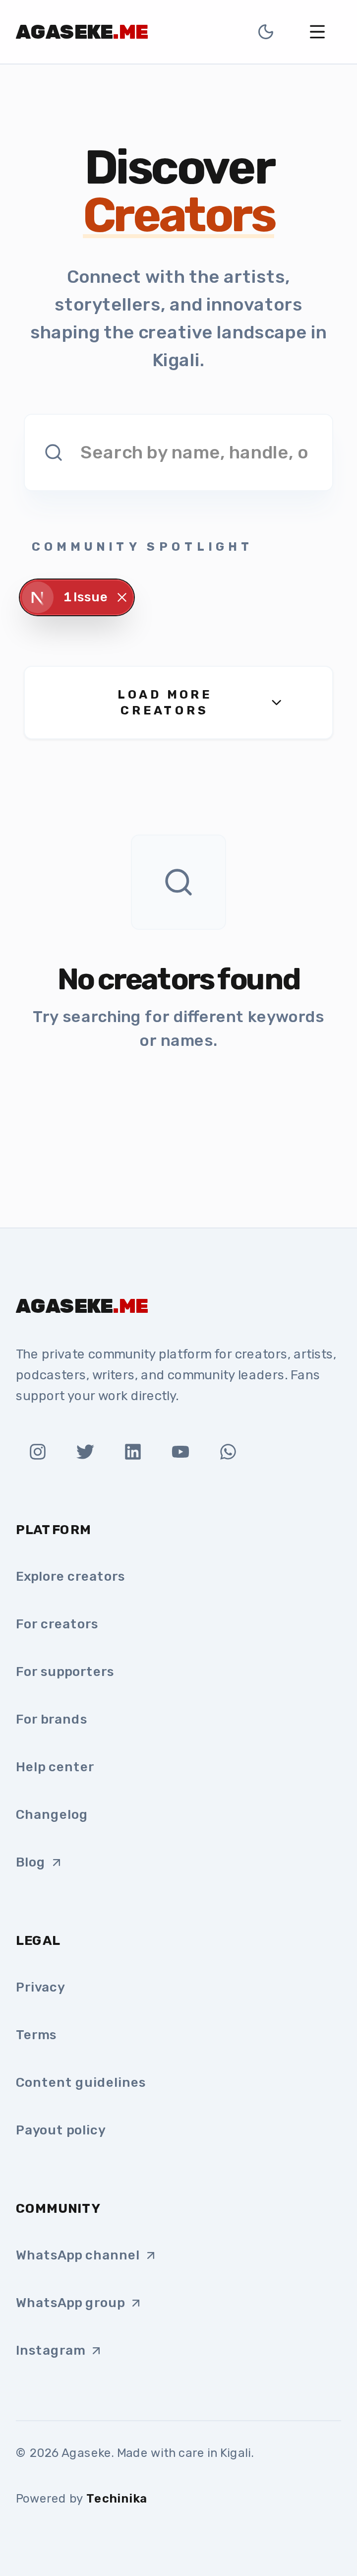 AGASEKE.ME
Discover
Creators
Connect with the artists,
storytellers, and innovators
shaping the creative landscape in
Kigali.
Search by name, handle, o
COMMUNITY SPOTLIGHT
N 1 Issue
LOAD MORE
CREATORS
No creators found
Try searching for different keywords
or names.
AGASEKE.ME
The private community platform for creators, artists,
podcasters, writers, and community leaders. Fans
support your work directly.
PLATFORM
Explore creators
For creators
For supporters
For brands
Help center
Changelog
Blog
LEGAL
Privacy
Terms
Content guidelines
Payout policy
COMMUNITY
WhatsApp channel
WhatsApp group
Instagram
© 2026 Agaseke. Made with care in Kigali.
Powered by Techinika